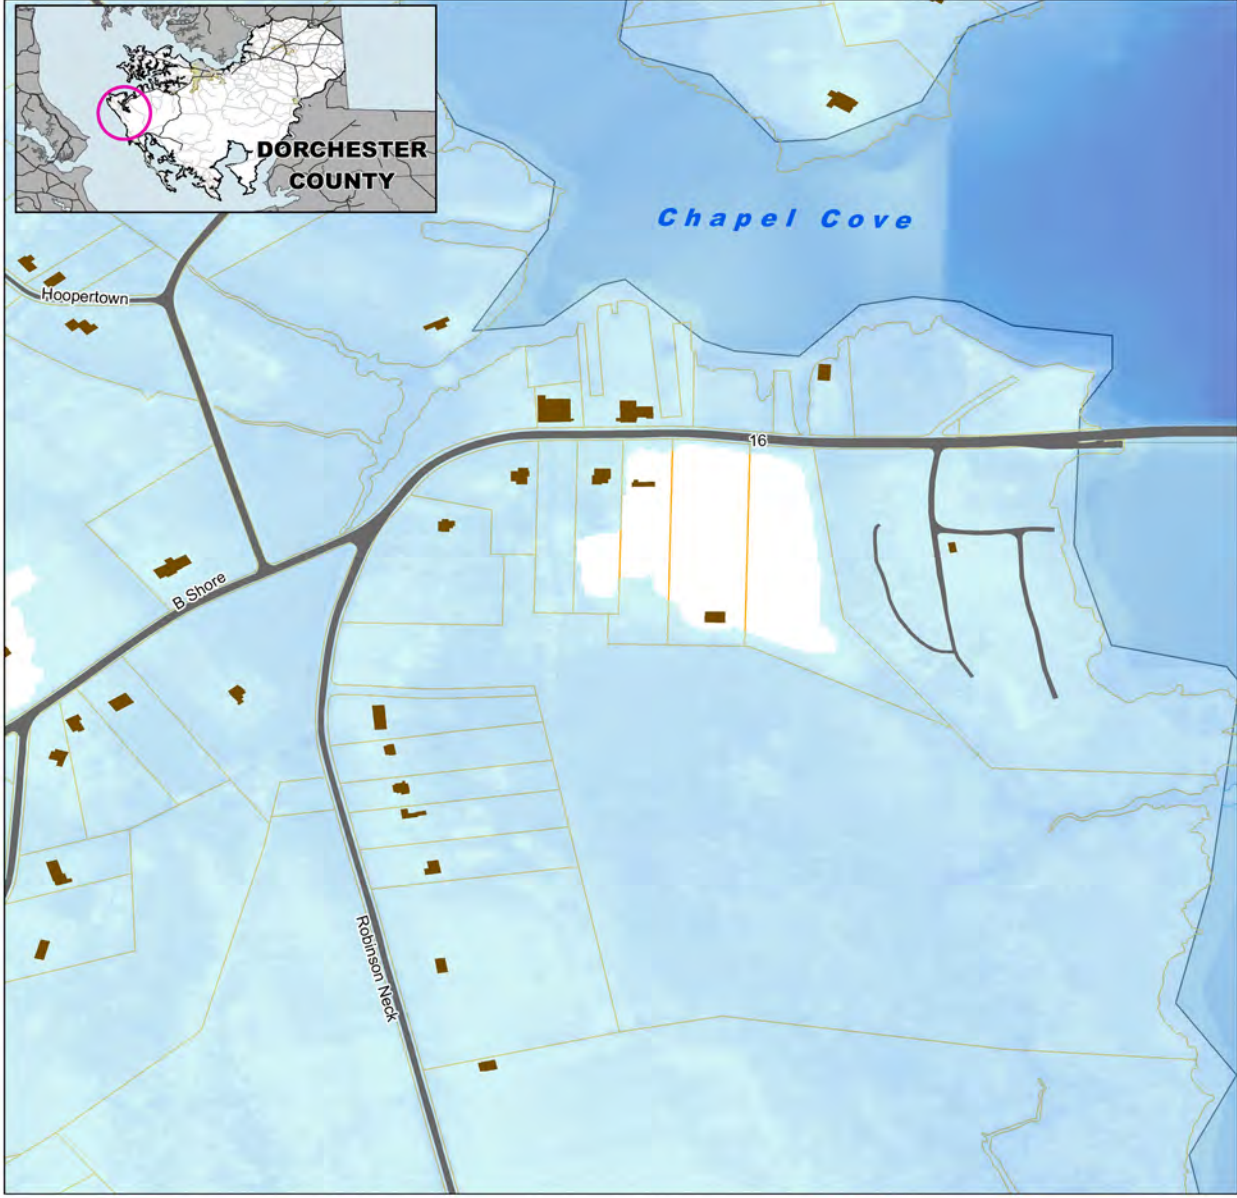 DORCHESTER
COUNTY
Chapel Cove
Hoopertown
16
B Shore
Robinson Neck